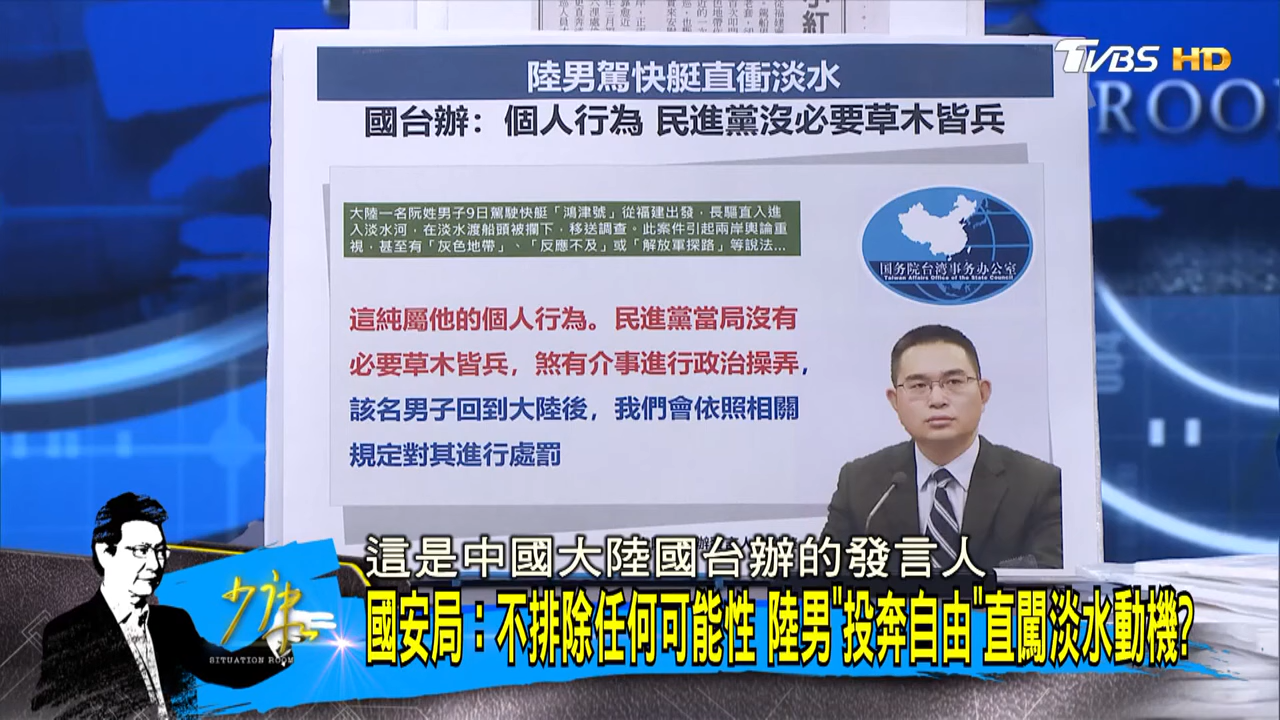 TVBS HD
ROO
陸男駕快艇直衝淡水
國台辦：個人行為 民進黨沒必要草木皆兵
大陸一名阮姓男子9日駕駛快艇「鴻津號」從福建出發，長驅直入進
入淡水河，在淡水渡船頭被攔下，移送調查。此案件引起兩岸輿論重
視，甚至有「灰色地帶」、「反應不及」或「解放軍探路」等說法...
国务院台湾事务办公室
Taiwan Affairs Office of the State Council
這純屬他的個人行為。民進黨當局沒有
必要草木皆兵，煞有介事進行政治操弄，
該名男子回到大陸後，我們會依照相關
規定對其進行處罰
這是中國大陸國台辦的發言人
國安局：不排除任何可能性 陸男"投奔自由"直闖淡水動機?
少康
SITUATION ROOM